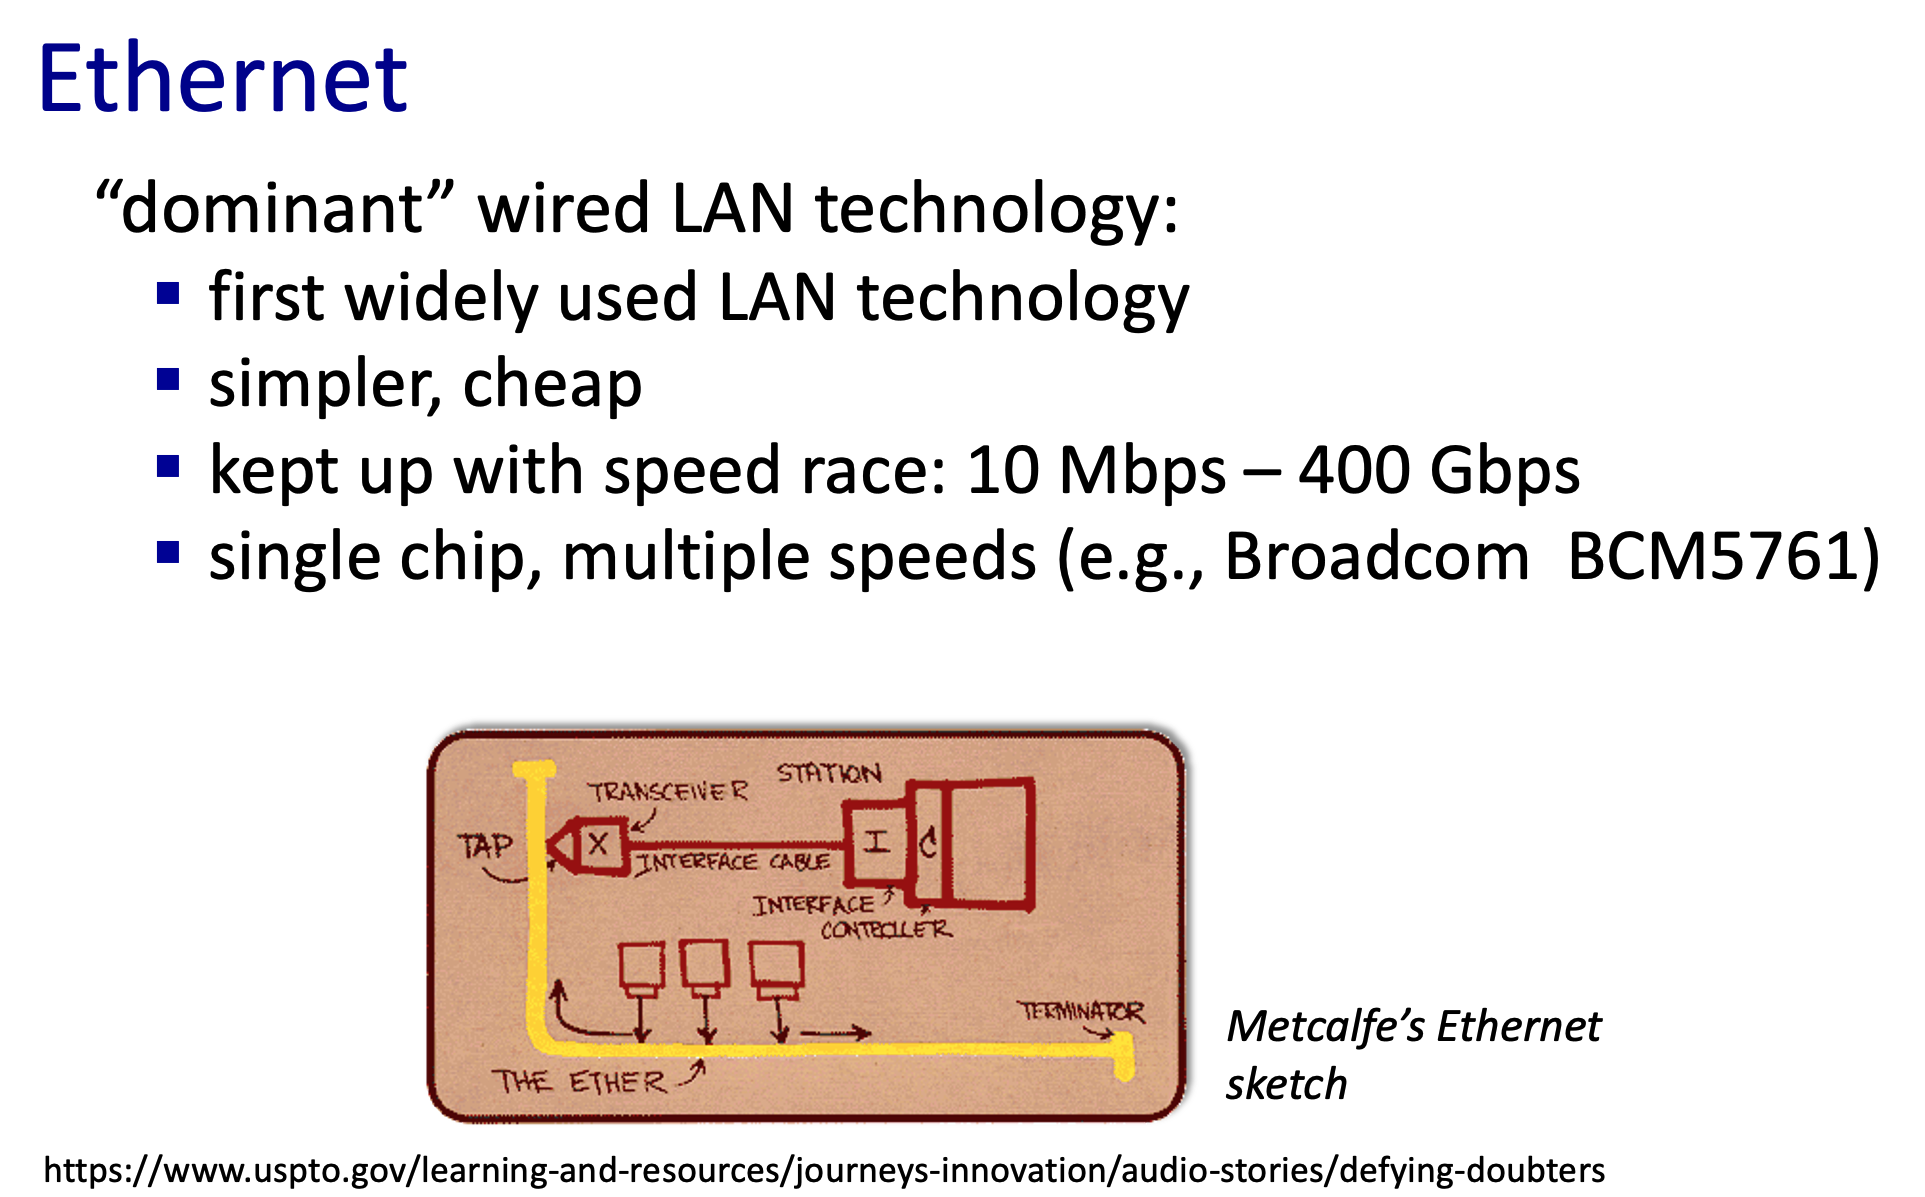 Ethernet
“dominant” wired LAN technology:
▪ first widely used LAN technology
▪ simpler, cheap
▪ kept up with speed race: 10 Mbps – 400 Gbps
▪ single chip, multiple speeds (e.g., Broadcom  BCM5761)
STATION
TRANSCEIVER
TAP
X
I
C
INTERFACE CABLE
INTERFACE
CONTROLLER
TERMINATOR
THE ETHER
Metcalfe’s Ethernet
sketch
https://www.uspto.gov/learning-and-resources/journeys-innovation/audio-stories/defying-doubters